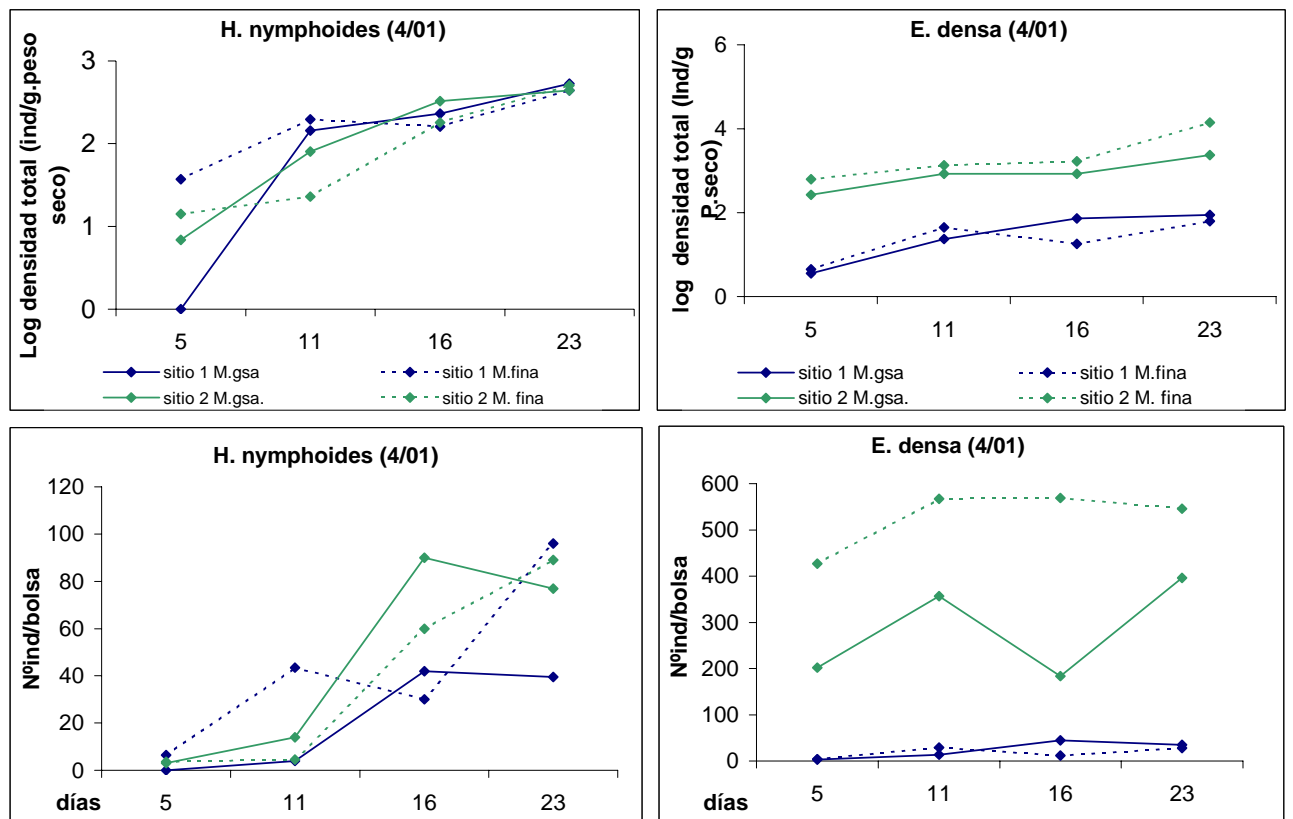 H. nymphoides (4/01)
Log densidad total (ind/g.peso
seco)
3
2
1
0
5 11 16 23
sitio 1 M.gsa sitio 1 M.fina
sitio 2 M.gsa. sitio 2 M. fina
E. densa (4/01)
log densidad total (Ind/g
P.seco)
6
4
2
0
5 11 16 23
sitio 1 M.gsa sitio 1 M.fina
sitio 2 M.gsa. sitio 2 M. fina
H. nymphoides (4/01)
Nºind/bolsa
120
100
80
60
40
20
0
días 5 11 16 23
E. densa (4/01)
Nºind/bolsa
600
500
400
300
200
100
0
días 5 11 16 23